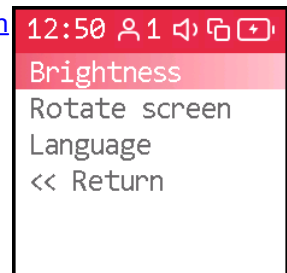 n
12:50 1
Brightness
Rotate screen
Language
<< Return